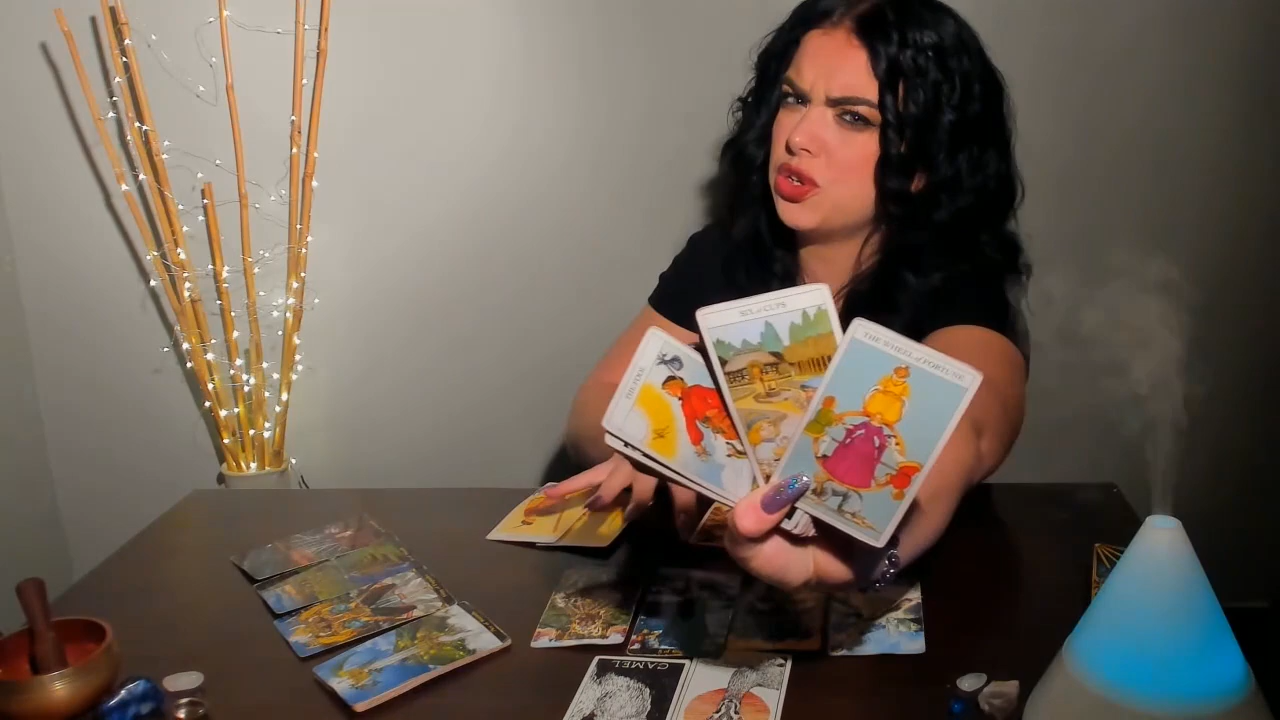 SIX of CUPS
THE WHEEL of FORTUNE
THE FOOL
CAMEL